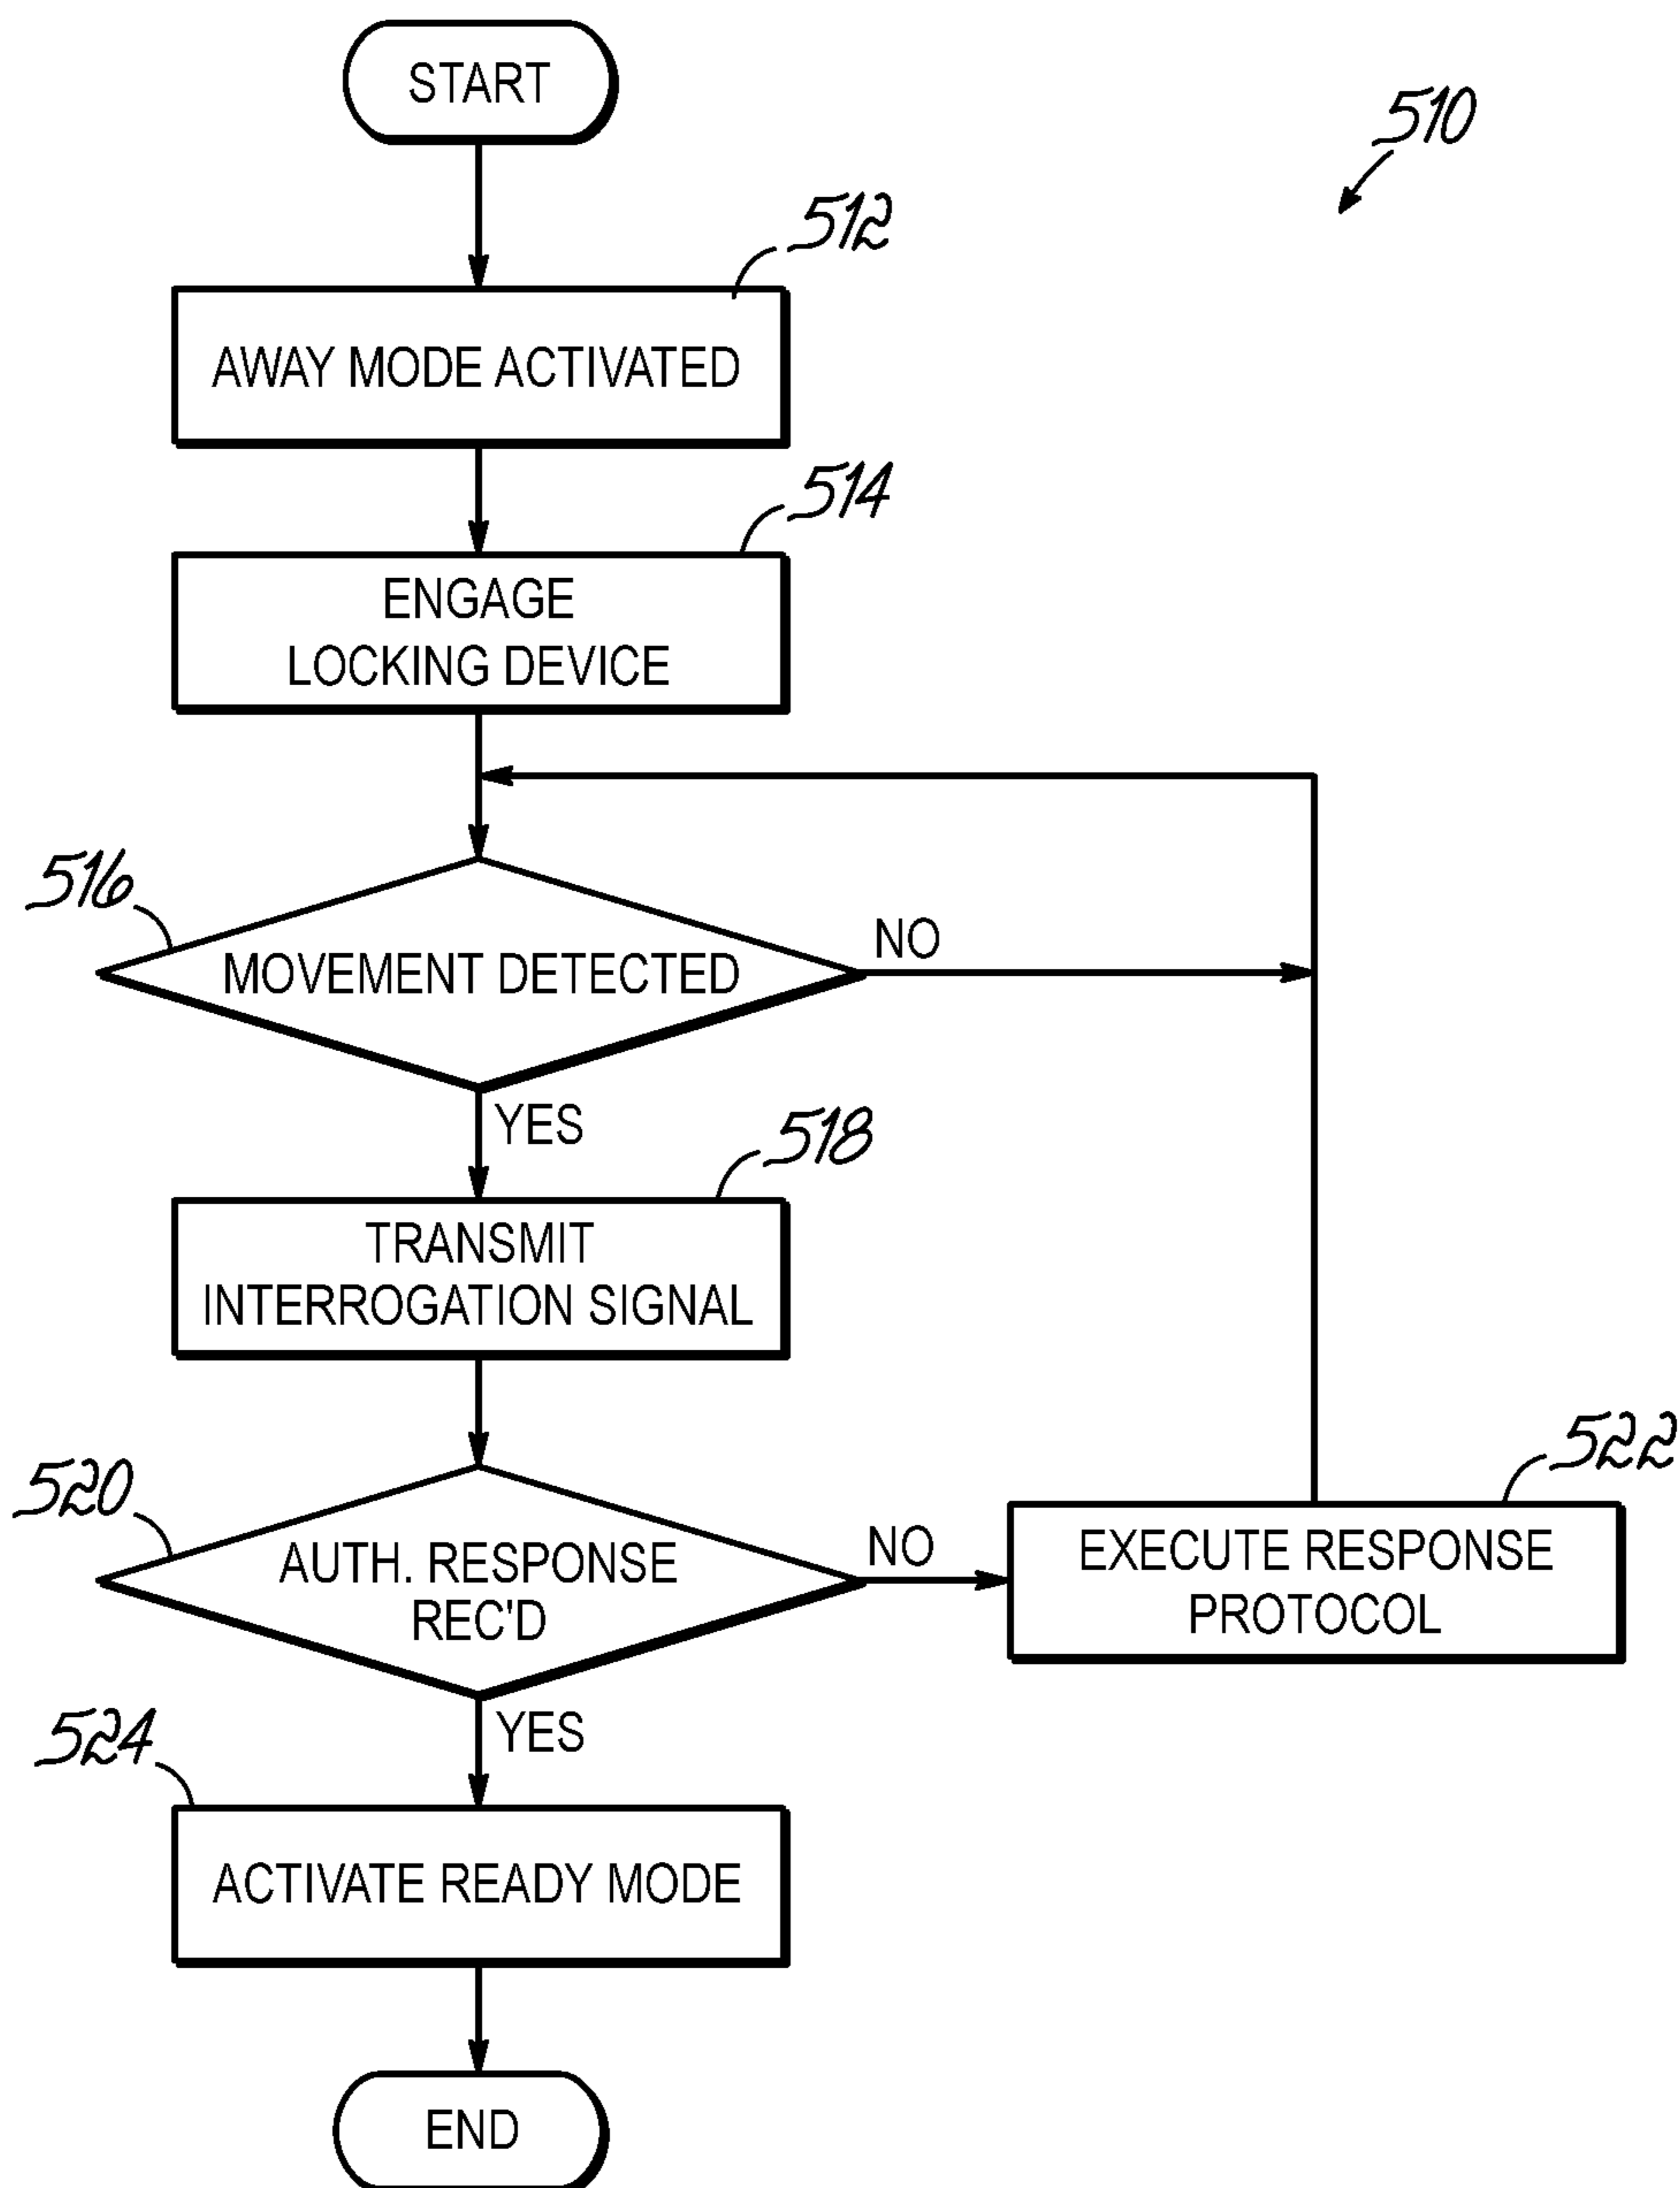 START
510
512
AWAY MODE ACTIVATED
514
ENGAGE
LOCKING DEVICE
516
MOVEMENT DETECTED
NO
YES
518
TRANSMIT
INTERROGATION SIGNAL
520
AUTH. RESPONSE
REC'D
NO
522
EXECUTE RESPONSE
PROTOCOL
YES
524
ACTIVATE READY MODE
END